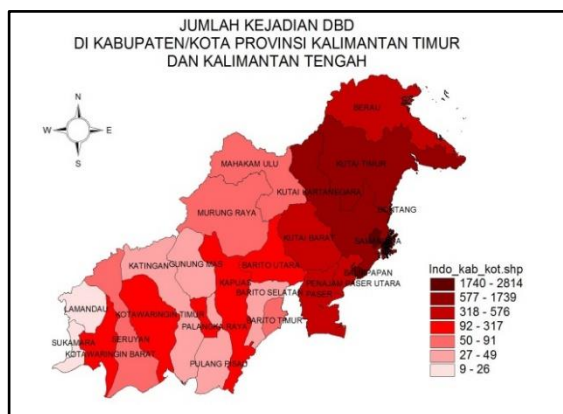 JUMLAH KEJADIAN DBD
DI KABUPATEN/KOTA PROVINSI KALIMANTAN TIMUR
DAN KALIMANTAN TENGAH
N
W
E
S
BERAU
MAHAKAM ULU
KUTAI TIMUR
KUTAI KARTANEGARA
MURUNG RAYA
BONTANG
KUTAI BARAT
SAMARINDA
KATINGAN
GUNUNG MAS
BARITO UTARA
BALIKPAPAN
KAPUAS
PENAJAM PASER UTARA
LAMANDAU
BARITO SELATAN
PASER
KOTAWARINGIN TIMUR
PALANGKA RAYA
BARITO TIMUR
SUKAMARA
SERUYAN
KOTAWARINGIN BARAT
PULANG PISAU
Indo_kab_kot.shp
1740 - 2814
577 - 1739
318 - 576
92 - 317
50 - 91
27 - 49
9 - 26